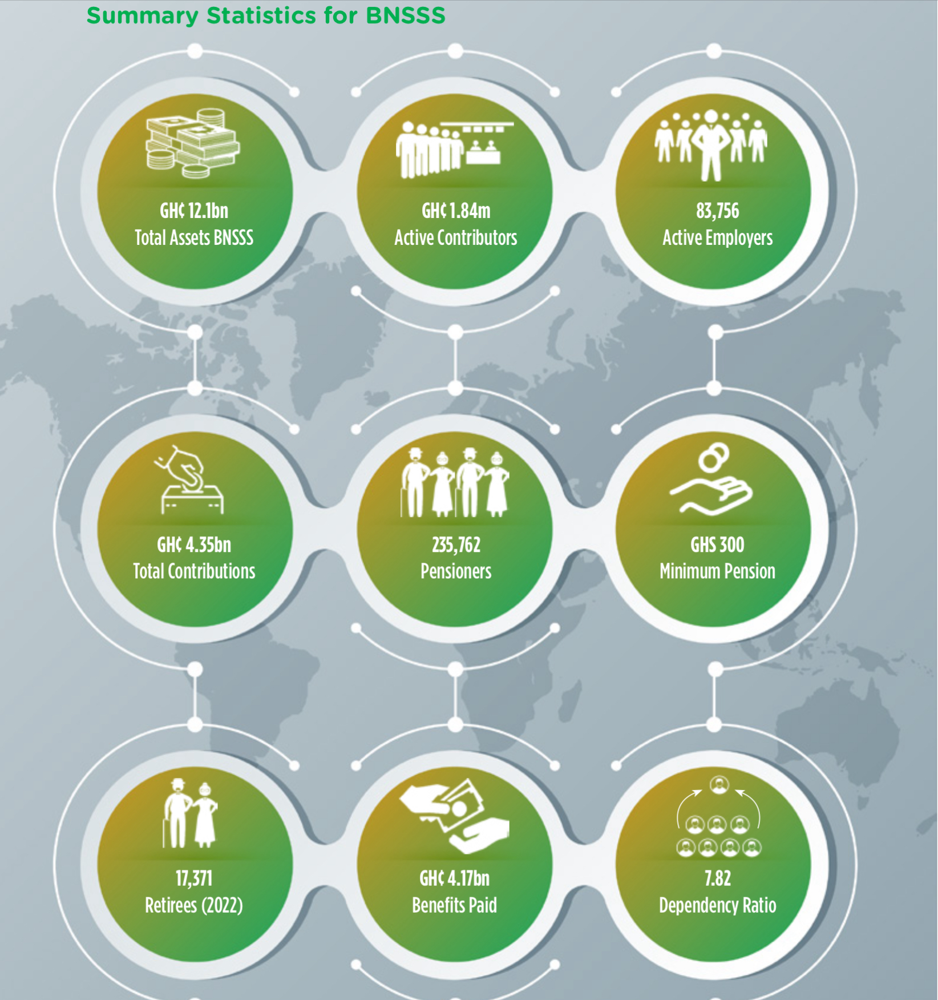 Summary Statistics for BNSSS
GH₵ 12.1bn
Total Assets BNSSS
GH₵ 1.84m
Active Contributors
83,756
Active Employers
GH₵ 4.35bn
Total Contributions
235,762
Pensioners
GHS 300
Minimum Pension
17,371
Retirees (2022)
GH₵ 4.17bn
Benefits Paid
7.82
Dependency Ratio